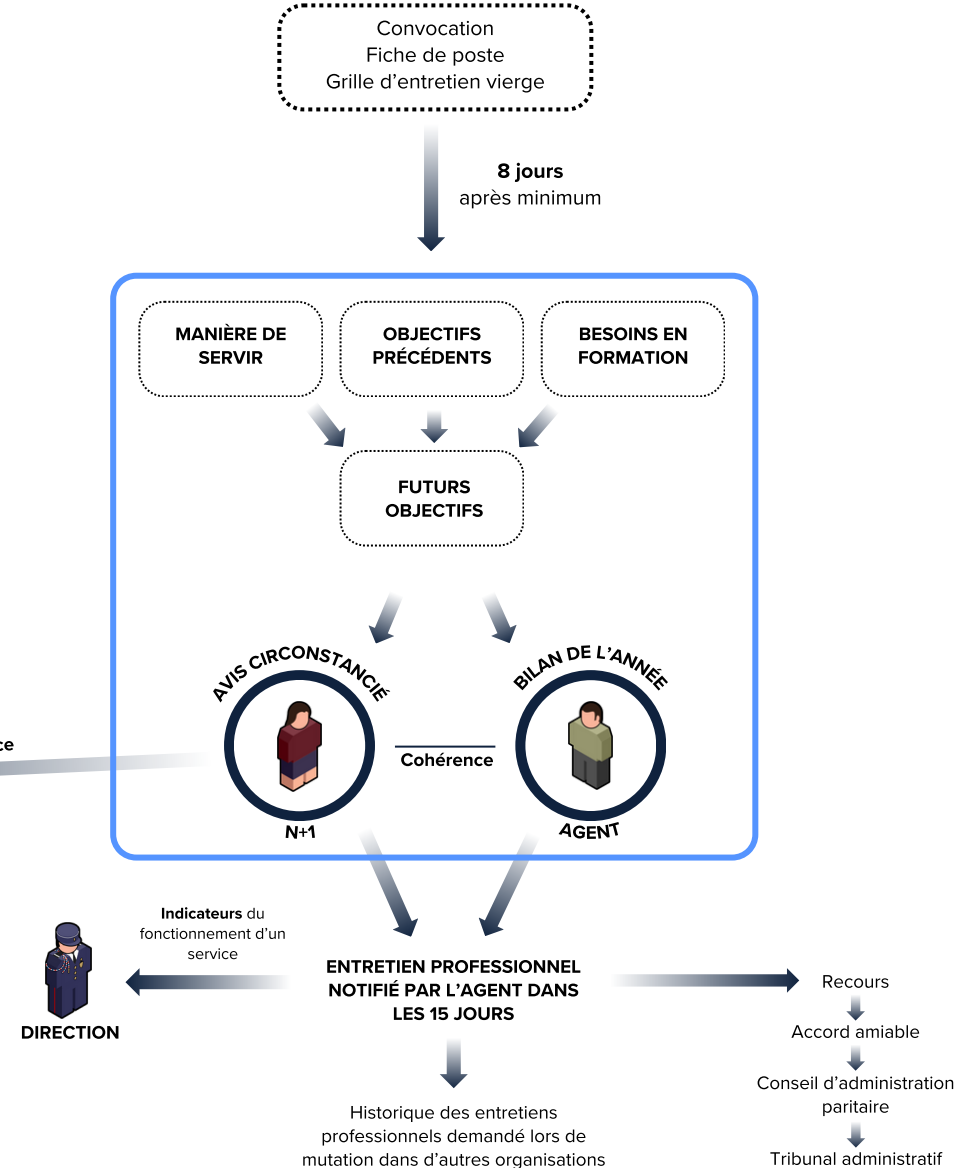 Convocation
Fiche de poste
Grille d'entretien vierge
8 jours
après minimum
MANIÈRE DE
SERVIR
OBJECTIFS
PRÉCÉDENTS
BESOINS EN
FORMATION
FUTURS
OBJECTIFS
AVIS CIRCONSTANCIÉ
BILAN DE L'ANNÉE
ce
Cohérence
N+1
AGENT
Indicateurs du
fonctionnement d'un
service
DIRECTION
ENTRETIEN PROFESSIONNEL
NOTIFIÉ PAR L'AGENT DANS
LES 15 JOURS
Recours
Accord amiable
Conseil d'administration
paritaire
Tribunal administratif
Historique des entretiens
professionnels demandé lors de
mutation dans d'autres organisations